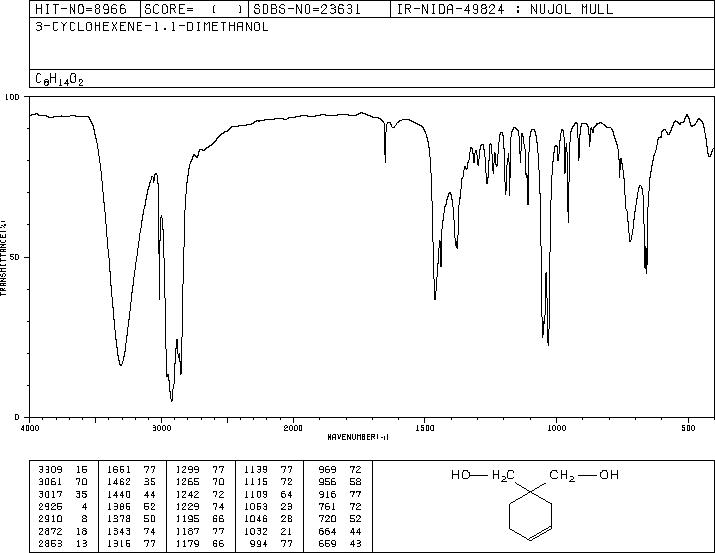 HIT-NO=8966 SCORE= ( ) SDBS-NO=23631 IR-NIDA-49824 : NUJOL MULL
3-CYCLOHEXENE-1.1-DIMETHANOL
C8H14O2
100
50
0
TRANSMITTANCE(%)
4000 3000 2000 1500 1000 500
WAVENUMBER(-1)
3309 16 1651 77 1299 77 1139 77 969 72
3061 70 1462 35 1265 70 1115 72 956 58
3017 35 1440 44 1242 72 1109 64 916 77
2925 4 1385 62 1229 74 1053 23 761 72
2910 8 1378 50 1195 66 1046 28 720 52
2872 18 1343 74 1187 77 1032 21 664 44
2853 13 1315 77 1179 66 994 77 659 43
HO H2C CH2 OH